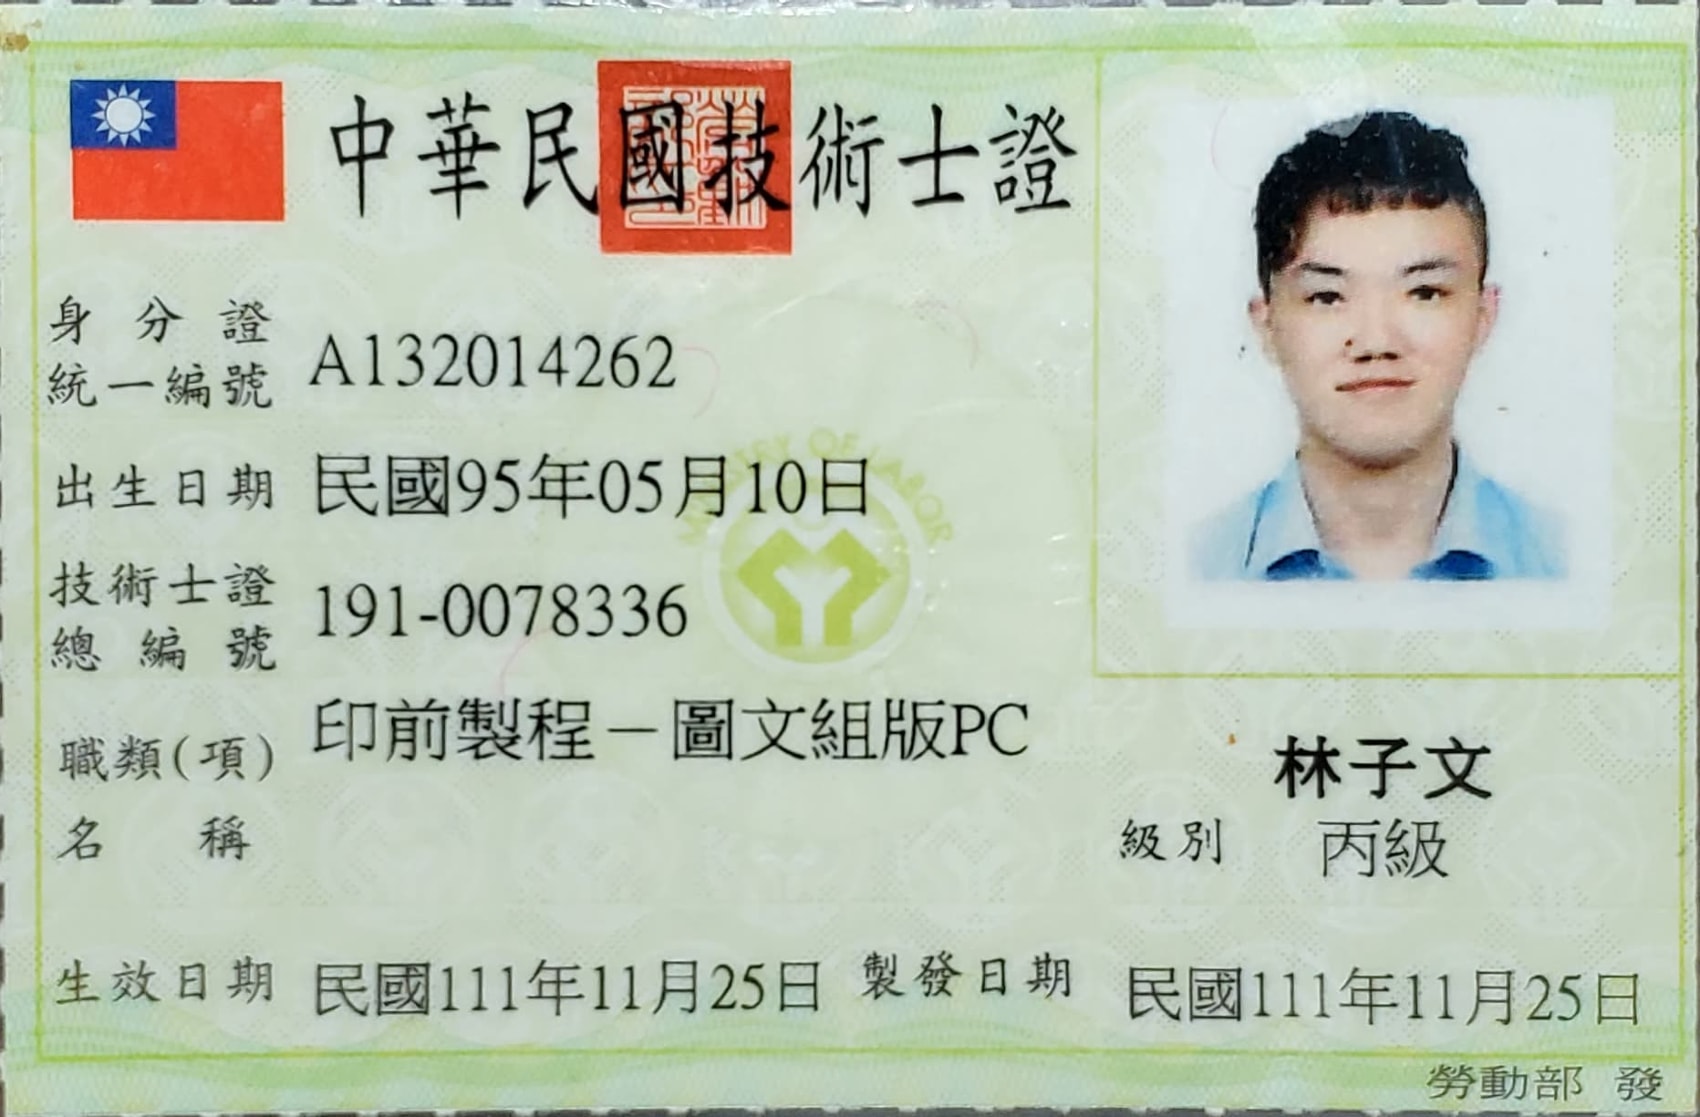 中華民國技術士證
身分證
統一編號 A132014262
出生日期 民國95年05月10日
技術士證
總編號 191-0078336
職類(項)
名稱 印前製程－圖文組版PC
林子文
級別 丙級
生效日期 民國111年11月25日 製發日期 民國111年11月25日
勞動部 發
MINISTRY OF LABOR